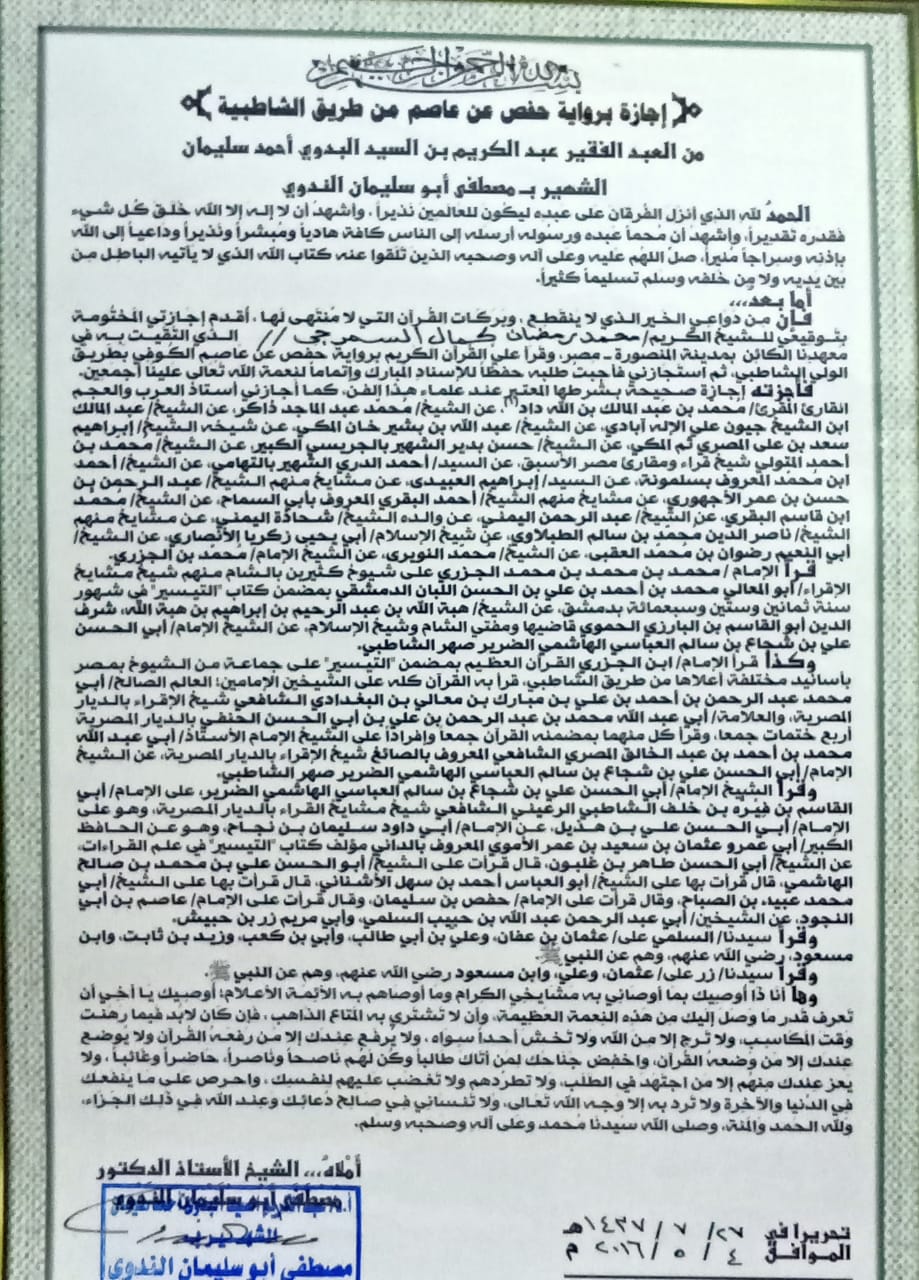 بسم الله الرحمن الرحيم
إجازة برواية حفص عن عاصم من طريق الشاطبية
من العبد الفقير عبد الكريم بن السيد البدوي أحمد سليمان
الشهير بـ مصطفى أبو سليمان الندوي
الحمدُ لله الذي أنزل الفُرقان على عبده ليكون للعالمين نذيراً، وأشهدُ أن لا إله إلا الله خلق كُل شيء
فقدره تقديراً، وأشهدُ أن مُحمداً عبده ورسوله أرسله إلى الناس كافة هادياً ومُبشراً ونذيراً وداعياً إلى الله
بإذنه وسراجاً مُنيراً، صلّ اللهُم عليه وعلى آله وصحبه الذين تلقوا عنه كتاب الله الذي لا يأتيه الباطل من
بين يديه ولا مِن خلفه وسلم تسليماً كثيراً.
أما بعد،،،
فإن من دواعي الخير الذي لا ينقطع، وبركات القُرآن التي لا مُنتهى لها، أقدم إجازتي المختُومة
بتوقيعي للشيخ الكريم/ محمد رمضان كمال السمرجي // الذي التقيت به في
معهدنا الكائن بمدينة المنصورة ـ مصر، وقرأ علي القرآن الكريم برواية حفص عن عاصم الكوفي بطريق
الولي الشاطبي، ثم استجازني فأجبت طلبه حفظاً للإسناد المبارك وإتماماً لنعمة الله تعالى علينا أجمعين.
فأجزته إجازة صحيحة بشرطها المعتبر عند علماء هذا الفن، كما أجازني أستاذ العرب والعجم
القارئ المُقرئ/ محمد بن عبد المالك بن الله داد، عن الشيخ/ مُحمد عبد الماجد ذاكر، عن الشيخ/ عبد المالك
ابن الشيخ جيون علي الإله آبادي، عن الشيخ/ عبد الله بن بشير خان المكي، عن شيخه الشيخ/ إبراهيم
سعد بن على المصري ثم المكي، عن الشيخ/ حسن بدير الشهير بالجريسي الكبير، عن الشيخ/ محمد بن
أحمد المتولي شيخ قراء ومقارئ مصر الأسبق، عن السيد/ أحمد الدري الشهير بالتهامي، عن الشيخ/ أحمد
ابن محمد المعروف بسلمونة، عن السيد/ إبراهيم العبيدي، عن مشايخ منهم الشيخ/ عبد الرحمن بن
حسن بن عمر الأجهوري، عن مشايخ منهم الشيخ/ أحمد البقري المعروف بأبي السماح، عن الشيخ/ مُحمد
ابن قاسم البقري، عن الشيخ/ عبد الرحمن اليمني، عن والده الشيخ/ شحاذة اليمني، عن مشايخ منهم
الشيخ/ ناصر الدين محمد بن سالم الطبلاوي، عن شيخ الإسلام/ أبي يحيى زكريا الأنصاري، عن الشيخ/
أبي النعيم رضوان بن محمد العقبي، عن الشيخ/ محمد النويري، عن الشيخ الإمام/ محمد بن الجزري.
قرأ الإمام/ محمد بن محمد بن محمد الجزري على شيوخ كثيرين بالشام منهم شيخ مشايخ
الإقراء/ أبو المعالي محمد بن أحمد بن علي بن الحسن اللبان الدمشقي بمضمن كتاب "التيسير" في شهور
سنة ثمانين وستين وسبعمائة بدمشق، عن الشيخ/ هبة الله بن عبد الرحيم بن إبراهيم بن هبة الله، شرف
الدين أبو القاسم بن البارزي الحموي قاضيها ومفتي الشام وشيخ الإسلام، عن الشيخ الإمام/ أبي الحسن
علي بن شجاع بن سالم العباسي الهاشمي الضرير صهر الشاطبي.
وكذا قرأ الإمام/ ابن الجزري القرآن العظيم بمضمن "التيسير" على جماعة من الشيوخ بمصر
بأسانيد مختلفة أعلاها من طريق الشاطبي، قرأ به القرآن كله على الشيخين الإمامين: العالم الصالح/ أبي
محمد عبد الرحمن بن أحمد بن علي بن مبارك بن معالي بن البغدادي الشافعي شيخ الإقراء بالديار
المصرية، والعلامة/ أبي عبد الله محمد بن عبد الرحمن بن علي بن أبي الحسن الحنفي بالديار المصرية
أربع ختمات جمعاً، وقرأ كل منهما بمضمنه القرآن جمعاً وإفراداً على الشيخ الإمام الأستاذ/ أبي عبد الله
محمد بن أحمد بن عبد الخالق المصري الشافعي المعروف بالصائغ شيخ الإقراء بالديار المصرية، عن الشيخ
الإمام/ أبي الحسن علي بن شجاع بن سالم العباسي الهاشمي الضرير صهر الشاطبي.
وقرأ الشيخ الإمام/ أبي الحسن علي بن شجاع بن سالم العباسي الهاشمي الضرير، على الإمام/ أبي
القاسم بن فيّره بن خلف الشاطبي الرعيني الشافعي شيخ مشايخ القراء بالديار المصرية، وهو على
الإمام/ أبي الحسن علي بن هذيل، عن الإمام/ أبي داود سليمان بن نجاح، وهو عن الحافظ
الكبير/ أبي عمرو عثمان بن سعيد بن عمر الأموي المعروف بالداني مؤلف كتاب "التيسير" في علم القراءات،
عن الشيخ/ أبي الحسن طاهر بن غلبون، قال قرأت على الشيخ/ أبو الحسن علي بن محمد بن صالح
الهاشمي، قال قرأت بها على الشيخ/ أبو العباس أحمد بن سهل الأشناني، قال قرأت بها على الشيخ/ أبي
محمد عبيد بن الصباح، وقال قرأت على الإمام/ حفص بن سليمان، وقال قرأت على الإمام/ عاصم بن أبي
النجود، عن الشيخين/ أبي عبد الرحمن عبد الله بن حبيب السلمي، وأبي مريم زر بن حبيش.
وقرأ سيدنا/ السلمي على/ عثمان بن عفان، وعلي بن أبي طالب، وأبي بن كعب، وزيد بن ثابت، وابن
مسعود، رضي الله عنهم، وهم عن النبي ﷺ.
وقرأ سيدنا/ زر على/ عثمان، وعلي، وابن مسعود رضي الله عنهم، وهم عن النبي ﷺ.
وها أنا ذا أوصيك بما أوصاني به مشايخي الكرام وما أوصاهم به الأئمة الأعلام؛ أوصيك يا أخي أن
تعرف قدر ما وصل إليك من هذه النعمة العظيمة، وأن لا تشتري به المتاع الذاهب، فإن كان لابد فيما رهنت
وقت المكاسب، ولا ترج إلا من الله ولا تخش أحداً سواه، ولا يرفع عندك إلا من رفعه القرآن ولا يوضع
عندك إلا من وضعه القرآن، واخفض جناحك لمن أتاك طالباً وكن لهم ناصحاً وناصراً، حاضراً وغائباً، ولا
يعز عندك منهم إلا من اجتهد في الطلب، ولا تطردهم ولا تغضب عليهم لنفسك، واحرص على ما ينفعك
في الدُنيا والآخرة ولا ترد به إلا وجه الله تعالى، ولا تنساني في صالح دعائك وعند الله في ذلك الجزاء،
ولله الحمد والمنة، وصلى الله سيدنا مُحمد وعلى آله وصحبه وسلم.
أملاهُ،،، الشيخ الأستاذ الدكتور
مصطفى أبو سليمان الندوي
الشهير بـ
مصطفى أبو سليمان الندوي
تحريرا في ٢٧ / ٧ / ١٤٣٧هـ
الموافق ٤ / ٥ / ٢٠١٦ م